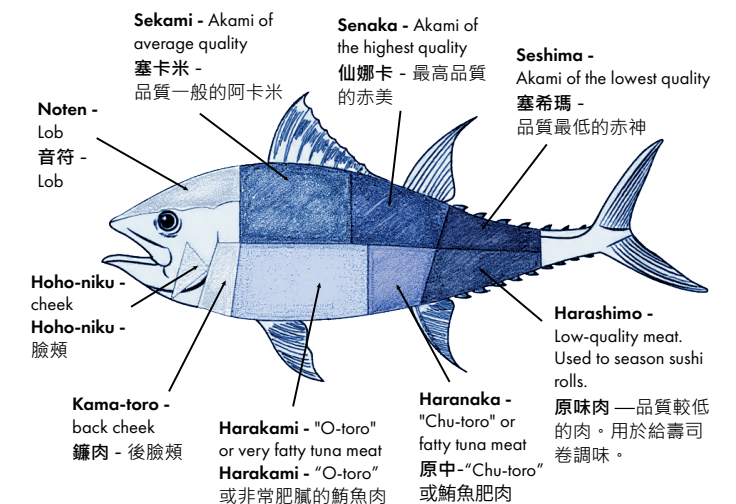 Sekami - Akami of
average quality
塞卡米 -
品質一般的阿卡米
Senaka - Akami of
the highest quality
仙娜卡 - 最高品質
的赤美
Seshima -
Akami of the lowest quality
塞希瑪 -
品質最低的赤神
Noten -
Lob
音符 -
Lob
Hoho-niku -
cheek
Hoho-niku -
臉頰
Kama-toro -
back cheek
鐮肉 - 後臉頰
Harakami - "O-toro"
or very fatty tuna meat
Harakami - “O-toro”
或非常肥膩的鮪魚肉
Haranaka -
"Chu-toro" or
fatty tuna meat
原中-“Chu-toro”
或鮪魚肥肉
Harashimo -
Low-quality meat.
Used to season sushi
rolls.
原味肉 —品質較低
的肉。用於給壽司
卷調味。